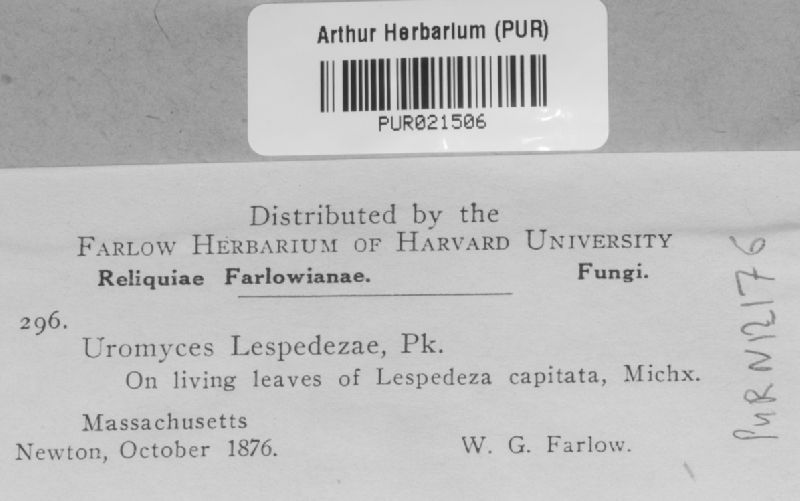 Arthur Herbarium (PUR)
PUR021506
Distributed by the
FARLOW HERBARIUM OF HARVARD UNIVERSITY
Reliquiae Farlowianae. Fungi.
296.
Uromyces Lespedezae, Pk.
On living leaves of Lespedeza capitata, Michx.
Massachusetts
Newton, October 1876. W. G. Farlow.
PUR N12176